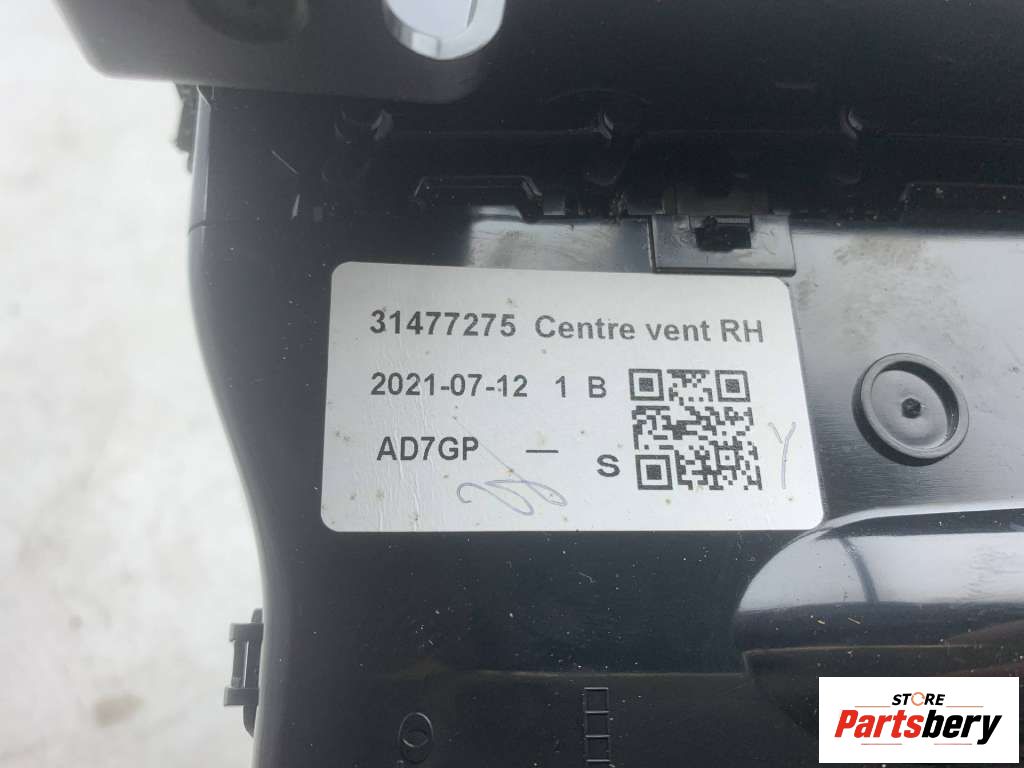 31477275 Centre vent RH
2021-07-12 1 B
AD7GP — S
Y
STORE
Partsbery